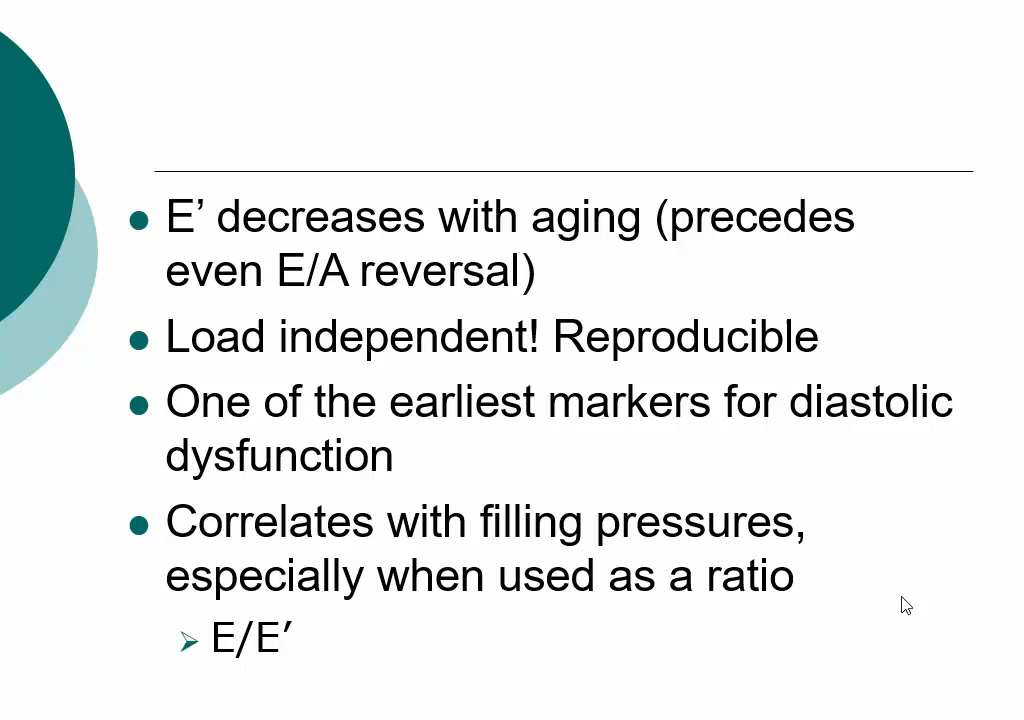 E’ decreases with aging (precedes
even E/A reversal)
Load independent! Reproducible
One of the earliest markers for diastolic
dysfunction
Correlates with filling pressures,
especially when used as a ratio
E/E’